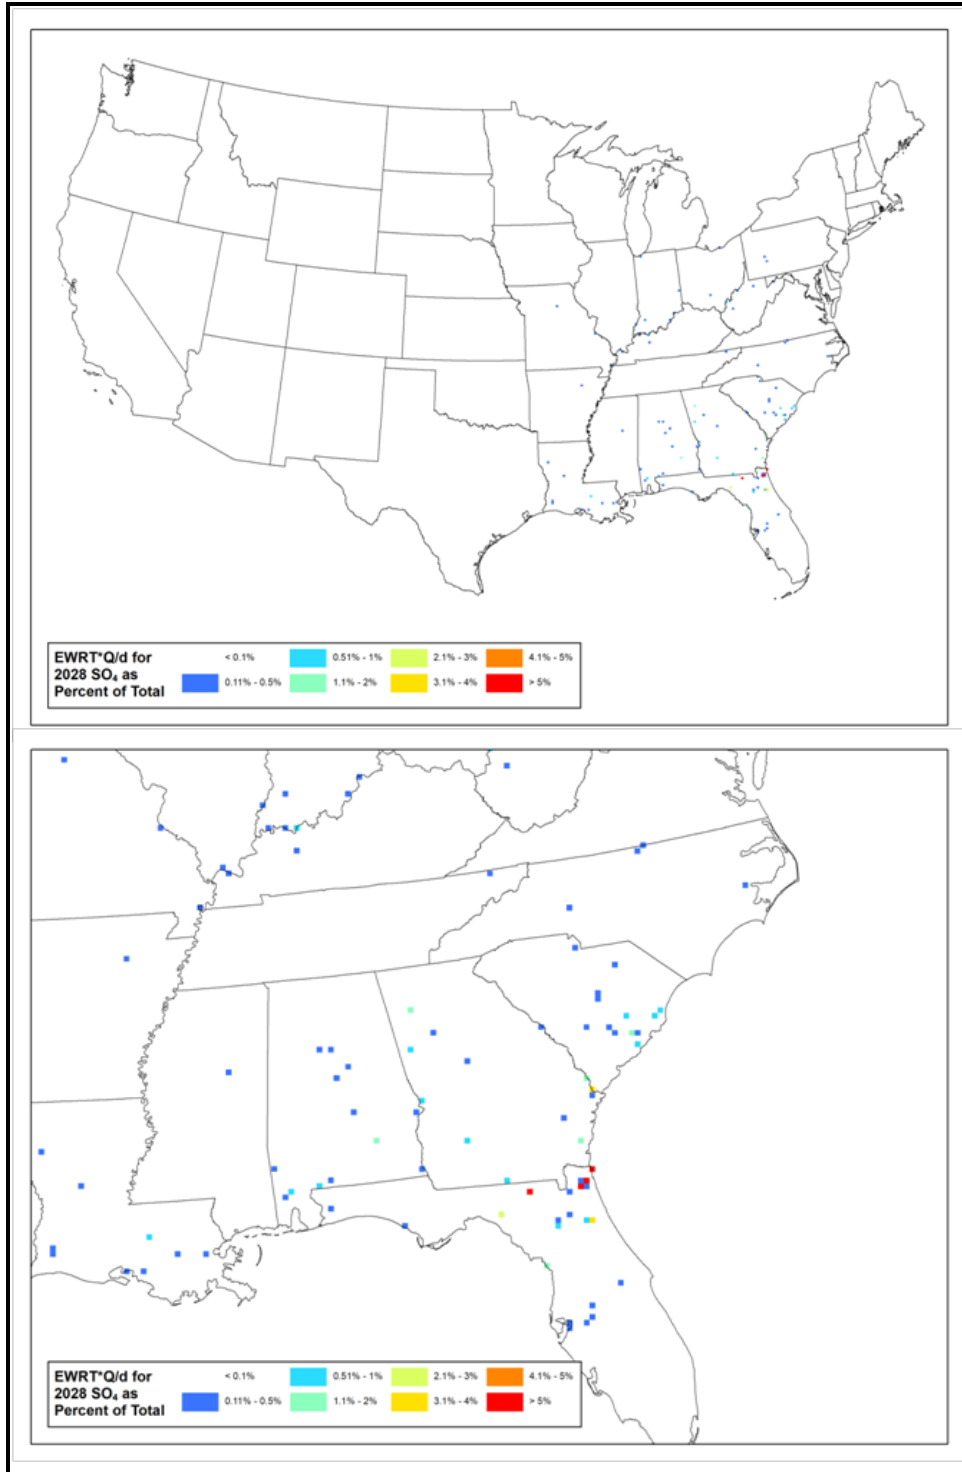 EWRT*Q/d for
2028 SO₄ as
Percent of Total
< 0.1%
0.51% - 1%
2.1% - 3%
4.1% - 5%
0.11% - 0.5%
1.1% - 2%
3.1% - 4%
> 5%
EWRT*Q/d for
2028 SO₄ as
Percent of Total
< 0.1%
0.51% - 1%
2.1% - 3%
4.1% - 5%
0.11% - 0.5%
1.1% - 2%
3.1% - 4%
> 5%